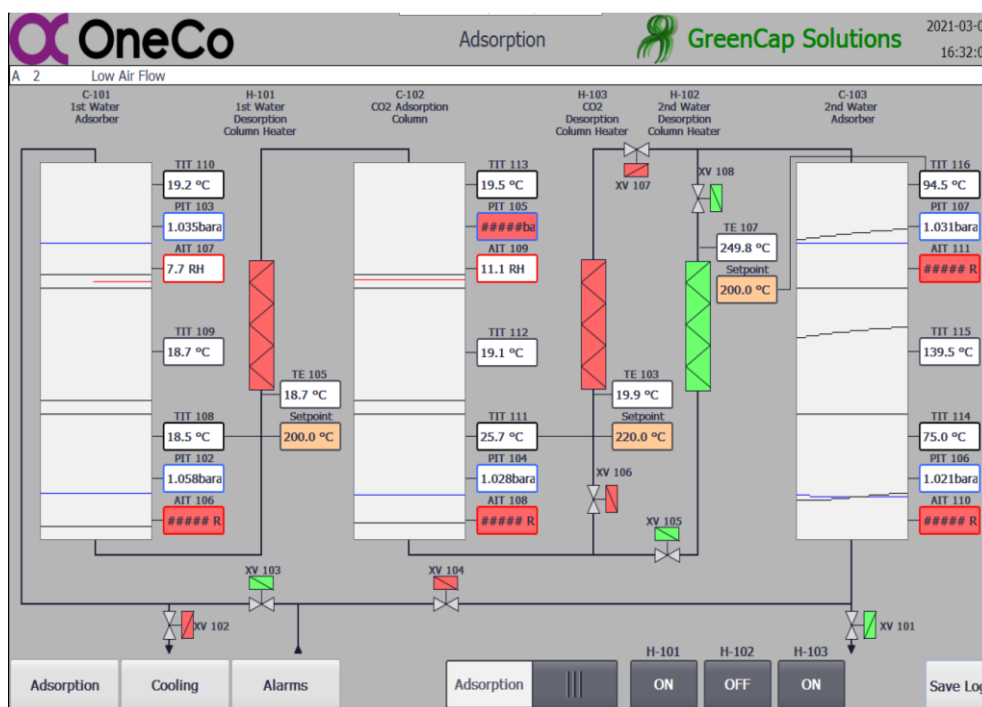 OneCo
Adsorption
GreenCap Solutions
2021-03-0
16:32:0
A 2 Low Air Flow
C-101
1st Water
Adsorber
H-101
1st Water
Desorption
Column Heater
C-102
CO2 Adsorption
Column
H-103
CO2
Desorption
Column Heater
H-102
2nd Water
Desorption
Column Heater
C-103
2nd Water
Adsorber
TIT 110
19.2 °C
PIT 103
1.035bara
AIT 107
7.7 RH
TIT 109
18.7 °C
TIT 108
18.5 °C
PIT 102
1.058bara
AIT 106
##### R
TE 105
18.7 °C
Setpoint
200.0 °C
TIT 113
19.5 °C
PIT 105
#####ba
AIT 109
11.1 RH
TIT 112
19.1 °C
TIT 111
25.7 °C
PIT 104
1.028bara
AIT 108
##### R
XV 107
XV 108
TE 107
249.8 °C
Setpoint
200.0 °C
TE 103
19.9 °C
Setpoint
220.0 °C
XV 106
XV 105
TIT 116
94.5 °C
PIT 107
1.031bara
AIT 111
##### R
TIT 115
139.5 °C
TIT 114
75.0 °C
PIT 106
1.021bara
AIT 110
##### R
XV 103
XV 104
XV 102
XV 101
Adsorption
Cooling
Alarms
Adsorption
H-101
ON
H-102
OFF
H-103
ON
Save Log